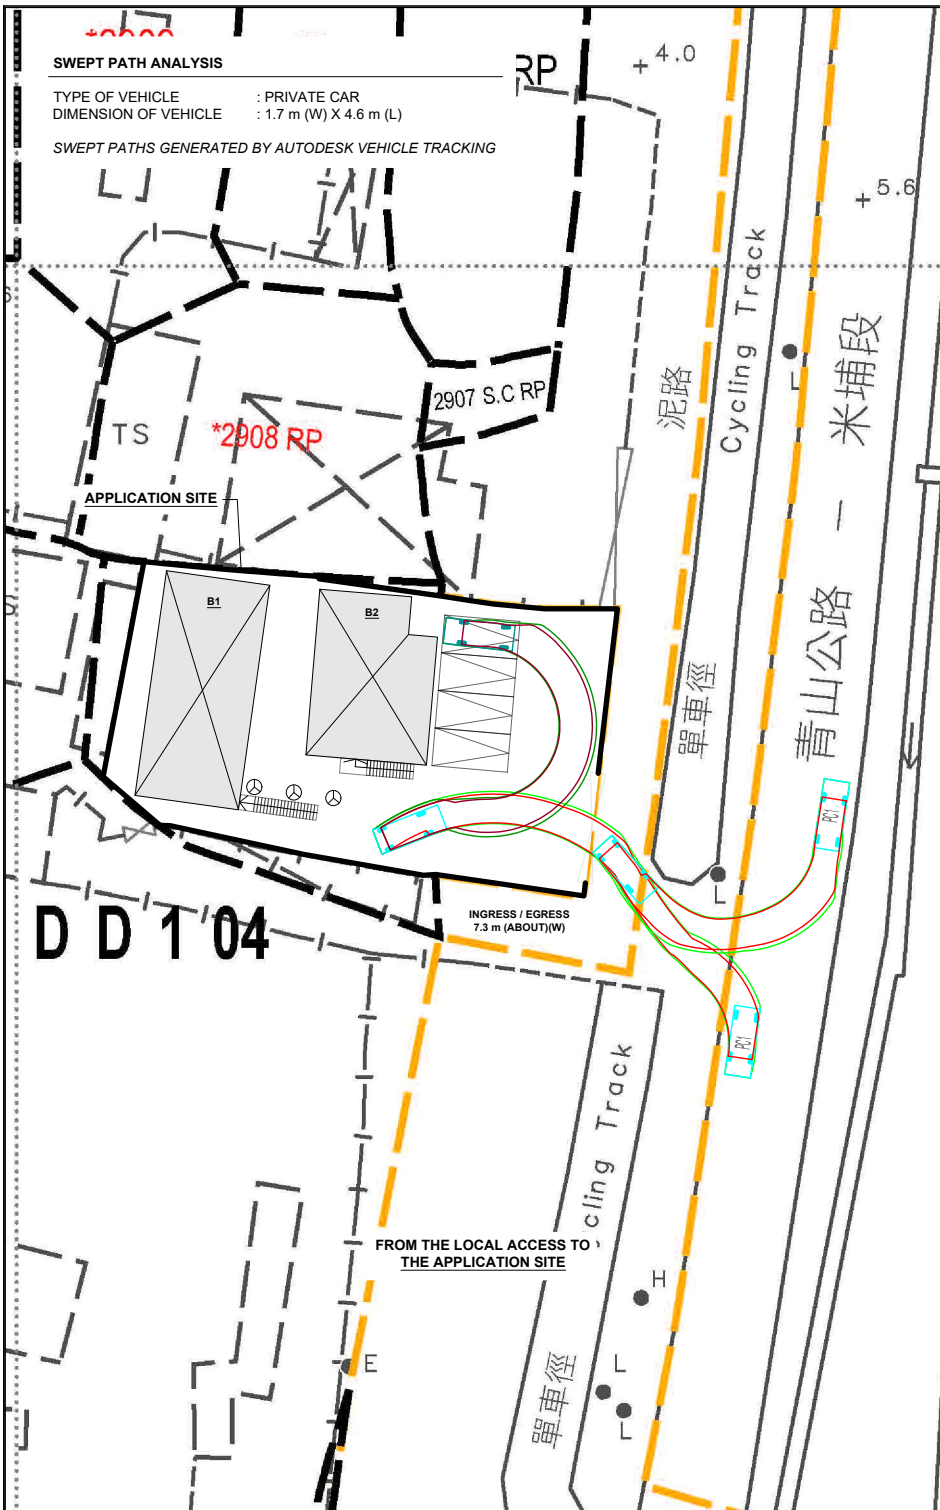 SWEPT PATH ANALYSIS
TYPE OF VEHICLE : PRIVATE CAR
DIMENSION OF VEHICLE : 1.7 m (W) X 4.6 m (L)
SWEPT PATHS GENERATED BY AUTODESK VEHICLE TRACKING
RP
4.0
5.6
Cycling Track
泥路
L
米埔段
2907 S.C RP
TS
*2908 RP
APPLICATION SITE
B1
B2
單車徑
青山公路 —
PC1
L
INGRESS / EGRESS
7.3 m (ABOUT)(W)
D D 1 04
PC1
cling Track
FROM THE LOCAL ACCESS TO
THE APPLICATION SITE
H
E
L
L
單車徑